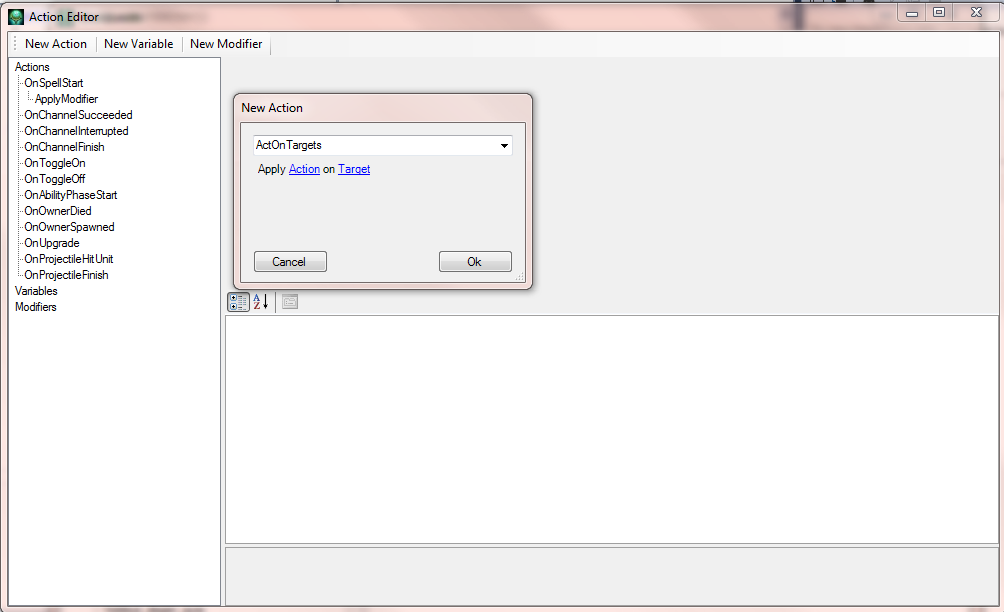 Action Editor
New Action New Variable New Modifier
Actions
OnSpellStart
ApplyModifier
OnChannelSucceeded
OnChannelInterrupted
OnChannelFinish
OnToggleOn
OnToggleOff
OnAbilityPhaseStart
OnOwnerDied
OnOwnerSpawned
OnUpgrade
OnProjectileHitUnit
OnProjectileFinish
Variables
Modifiers
New Action
ActOnTargets
Apply Action on Target
Cancel Ok
A
Z